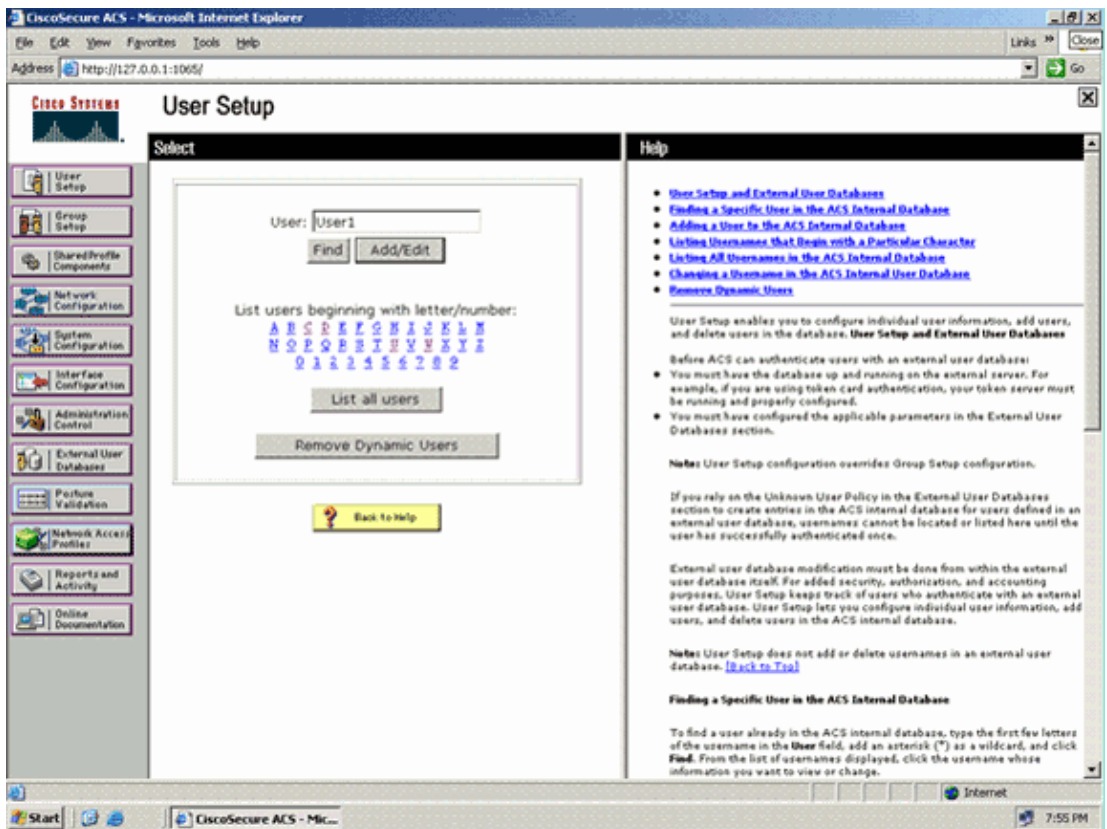 CiscoSecure ACS - Microsoft Internet Explorer
File Edit View Favorites Tools Help
Links »
Close
Address http://127.0.0.1:1065/
Go
CISCO SYSTEMS
User Setup
Select
User Setup
Group Setup
Shared Profile Components
Network Configuration
System Configuration
Interface Configuration
Administration Control
External User Databases
Posture Validation
Network Access Profiles
Reports and Activity
Online Documentation
User: User1
Find Add/Edit
List users beginning with letter/number:
A B C D E F G H I J K L M
N O P Q R S T U V W X Y Z
0 1 2 3 4 5 6 7 8 9
List all users
Remove Dynamic Users
Back to Help
Help
User Setup and External User Databases
Finding a Specific User in the ACS Internal Database
Adding a User to the ACS Internal Database
Listing Usernames that Begin with a Particular Character
Listing All Usernames in the ACS Internal Database
Changing a Username in the ACS Internal User Database
Remove Dynamic Users
User Setup enables you to configure individual user information, add users,
and delete users in the database. User Setup and External User Databases
Before ACS can authenticate users with an external user database:
You must have the database up and running on the external server. For
example, if you are using token card authentication, your token server must
be running and properly configured.
You must have configured the applicable parameters in the External User
Databases section.
Note: User Setup configuration overrides Group Setup configuration.
If you rely on the Unknown User Policy in the External User Databases
section to create entries in the ACS internal database for users defined in an
external user database, usernames cannot be located or listed here until the
user has successfully authenticated once.
External user database modification must be done from within the external
user database itself. For added security, authorization, and accounting
purposes, User Setup keeps track of users who authenticate with an external
user database. User Setup lets you configure individual user information, add
users, and delete users in the ACS internal database.
Note: User Setup does not add or delete usernames in an external user
database. [Back to Top]
Finding a Specific User in the ACS Internal Database
To find a user already in the ACS internal database, type the first few letters
of the username in the User field, add an asterisk (*) as a wildcard, and click
Find. From the list of usernames displayed, click the username whose
information you want to view or change.
Internet
Start
CiscoSecure ACS - Mic...
7:55 PM